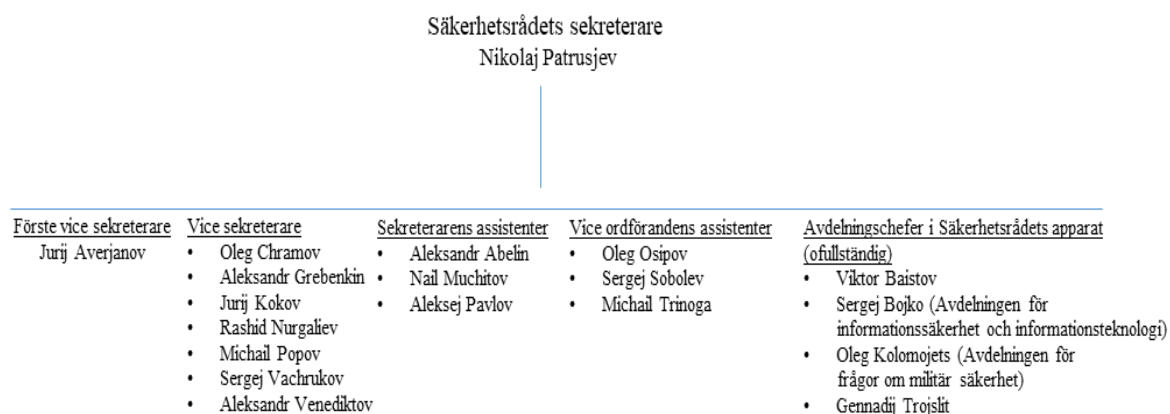 Säkerhetsrådets sekreterare
Nikolaj Patrusjev
Förste vice sekreterare
Jurij Averjanov
Vice sekreterare
• Oleg Chramov
• Aleksandr Grebenkin
• Jurij Kokov
• Rashid Nurgaliev
• Michail Popov
• Sergej Vachrukov
• Aleksandr Venediktov
Sekreterarens assistenter
• Aleksandr Abelin
• Nail Muchitov
• Aleksej Pavlov
Vice ordförandens assistenter
• Oleg Osipov
• Sergej Sobolev
• Michail Trinoga
Avdelningschefer i Säkerhetsrådets apparat
(ofullständig)
• Viktor Baistov
• Sergej Bojko (Avdelningen för
informationssäkerhet och informationsteknologi)
• Oleg Kolomojets (Avdelningen för
frågor om militär säkerhet)
• Gennadij Trojslit